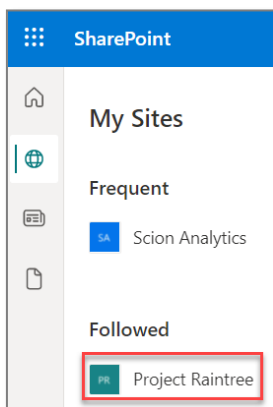 SharePoint
My Sites
Frequent
SA Scion Analytics
Followed
PR Project Raintree